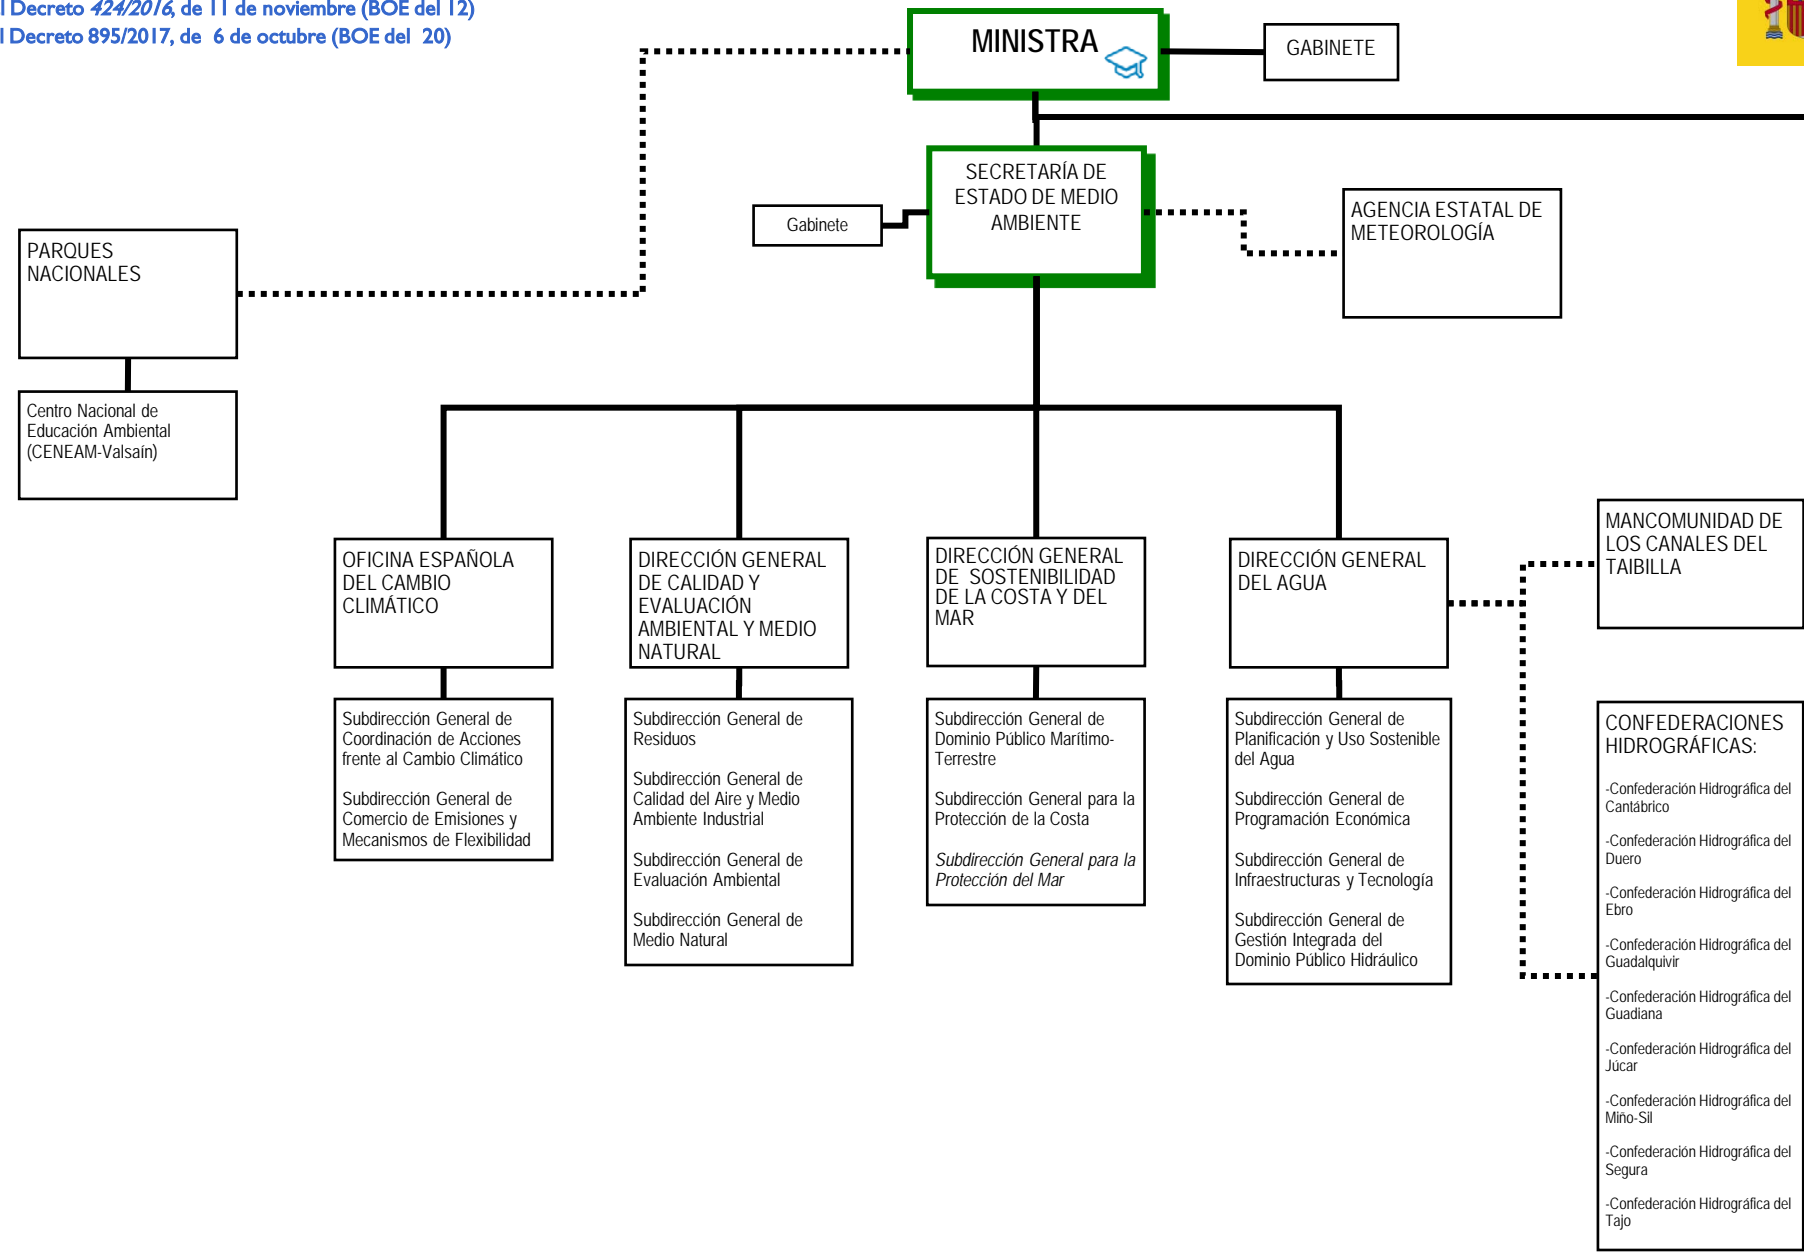 l Decreto 424/2016, de 11 de noviembre (BOE del 12)
l Decreto 895/2017, de 6 de octubre (BOE del 20)
MINISTRA
GABINETE
SECRETARÍA DE
ESTADO DE MEDIO
AMBIENTE
Gabinete
AGENCIA ESTATAL DE
METEOROLOGÍA
PARQUES
NACIONALES
Centro Nacional de
Educación Ambiental
(CENEAM-Valsaín)
OFICINA ESPAÑOLA
DEL CAMBIO
CLIMÁTICO
DIRECCIÓN GENERAL
DE CALIDAD Y
EVALUACIÓN
AMBIENTAL Y MEDIO
NATURAL
DIRECCIÓN GENERAL
DE SOSTENIBILIDAD
DE LA COSTA Y DEL
MAR
DIRECCIÓN GENERAL
DEL AGUA
MANCOMUNIDAD DE
LOS CANALES DEL
TAIBILLA
Subdirección General de
Coordinación de Acciones
frente al Cambio Climático
Subdirección General de
Comercio de Emisiones y
Mecanismos de Flexibilidad
Subdirección General de
Residuos
Subdirección General de
Calidad del Aire y Medio
Ambiente Industrial
Subdirección General de
Evaluación Ambiental
Subdirección General de
Medio Natural
Subdirección General de
Dominio Público Marítimo-
Terrestre
Subdirección General para la
Protección de la Costa
Subdirección General para la
Protección del Mar
Subdirección General de
Planificación y Uso Sostenible
del Agua
Subdirección General de
Programación Económica
Subdirección General de
Infraestructuras y Tecnología
Subdirección General de
Gestión Integrada del
Dominio Público Hidráulico
CONFEDERACIONES
HIDROGRÁFICAS:
-Confederación Hidrográfica del
Cantábrico
-Confederación Hidrográfica del
Duero
-Confederación Hidrográfica del
Ebro
-Confederación Hidrográfica del
Guadalquivir
-Confederación Hidrográfica del
Guadiana
-Confederación Hidrográfica del
Júcar
-Confederación Hidrográfica del
Miño-Sil
-Confederación Hidrográfica del
Segura
-Confederación Hidrográfica del
Tajo